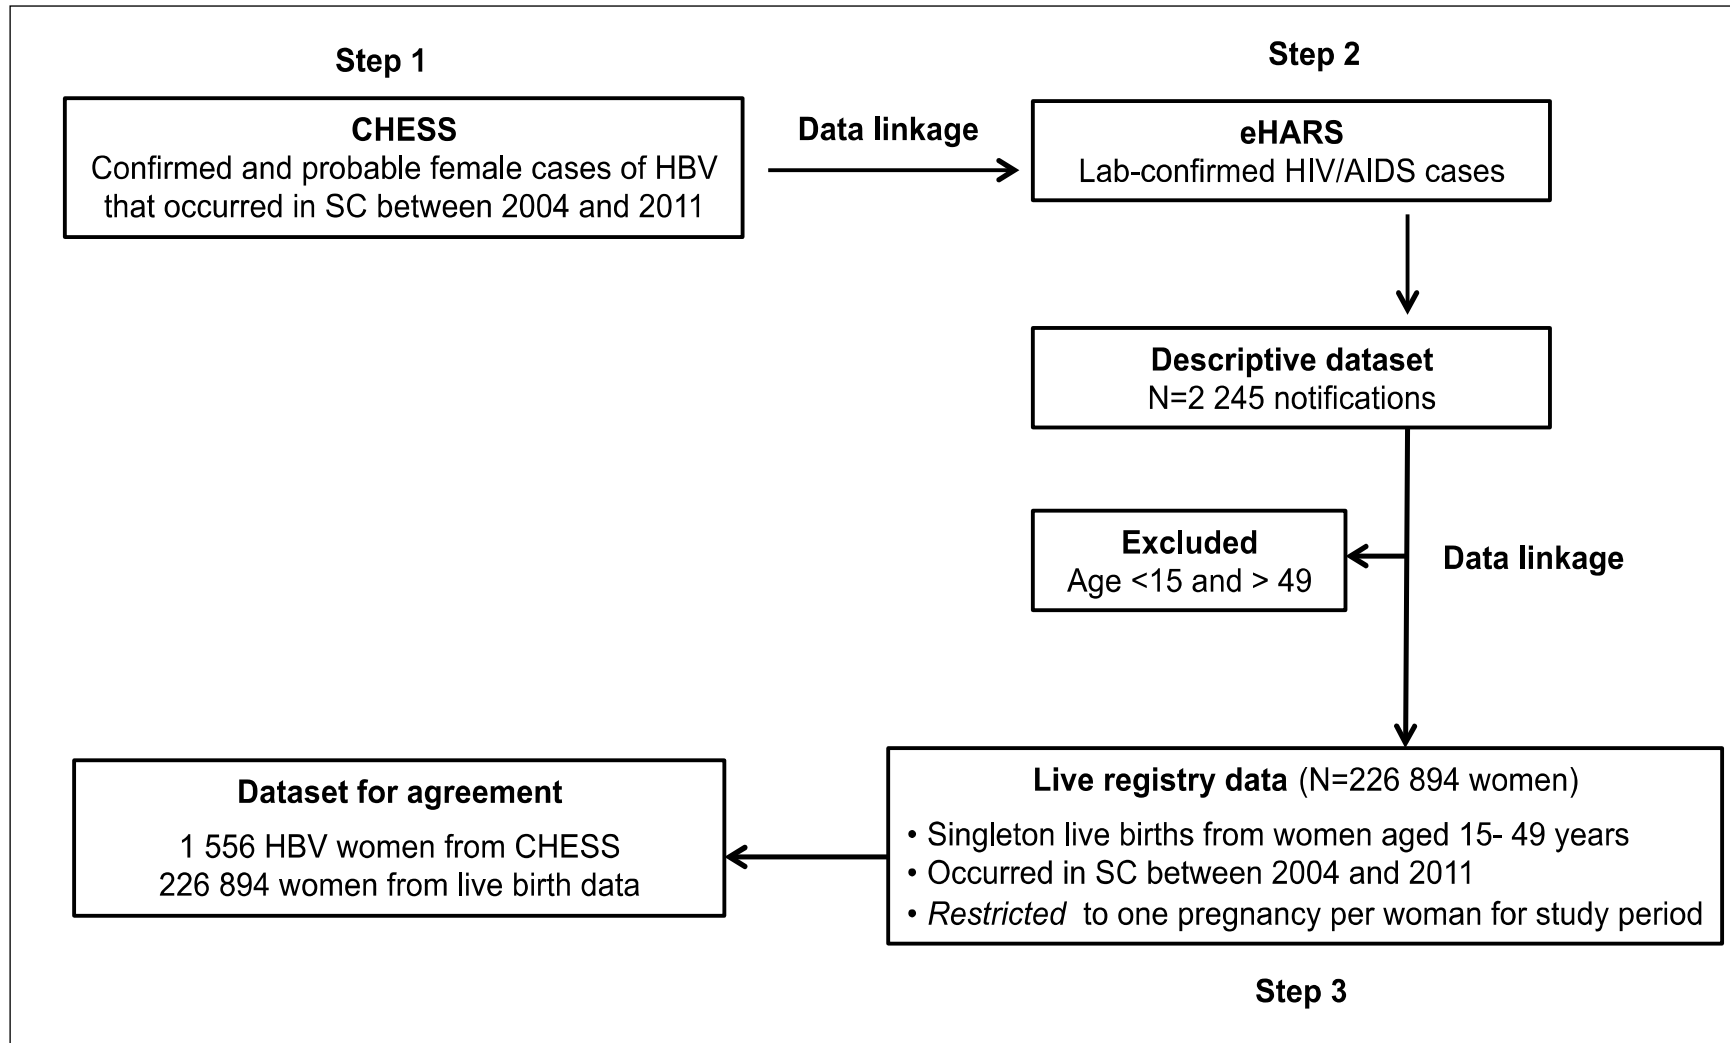 Step 1
CHESS
Confirmed and probable female cases of HBV
that occurred in SC between 2004 and 2011
Data linkage
Step 2
eHARS
Lab-confirmed HIV/AIDS cases
Descriptive dataset
N=2 245 notifications
Excluded
Age <15 and > 49
Data linkage
Live registry data (N=226 894 women)
• Singleton live births from women aged 15- 49 years
• Occurred in SC between 2004 and 2011
• Restricted to one pregnancy per woman for study period
Step 3
Dataset for agreement
1 556 HBV women from CHESS
226 894 women from live birth data